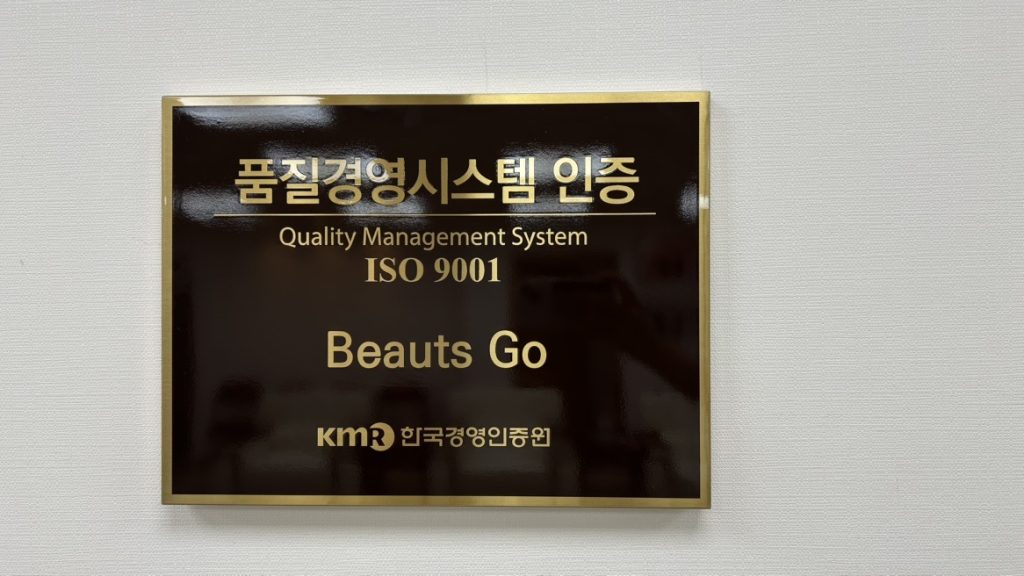 품질경영시스템 인증
Quality Management System
ISO 9001
Beauts Go
KMR 한국경영인증원